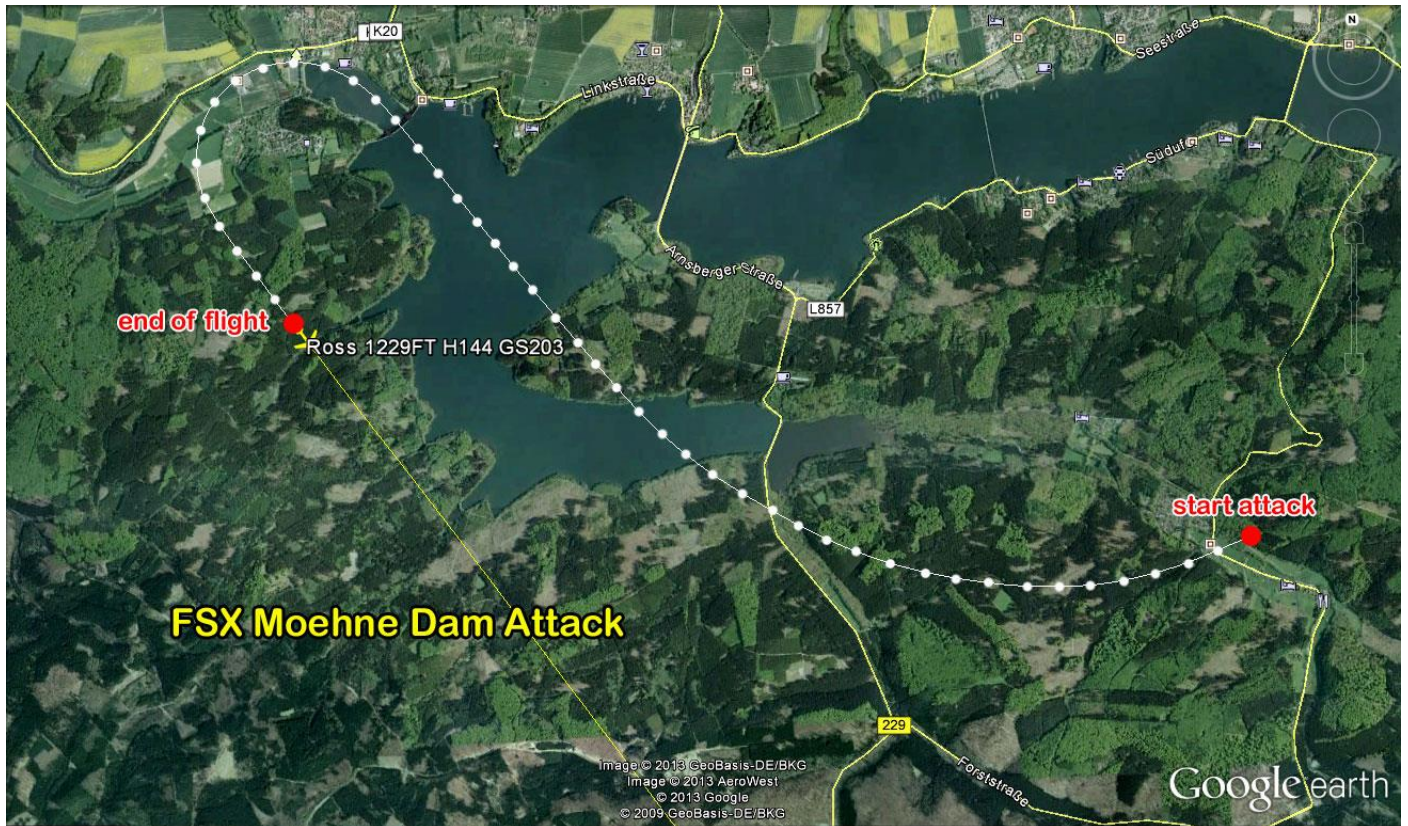 K20
Linkstraße
Seestraße
N
Südufer
Arnsberger Straße
L857
end of flight
Ross 1229FT H144 GS203
start attack
FSX Moehne Dam Attack
229
Forststraße
Image © 2013 GeoBasis-DE/BKG
Image © 2013 AeroWest
© 2013 Google
© 2009 GeoBasis-DE/BKG
Google earth